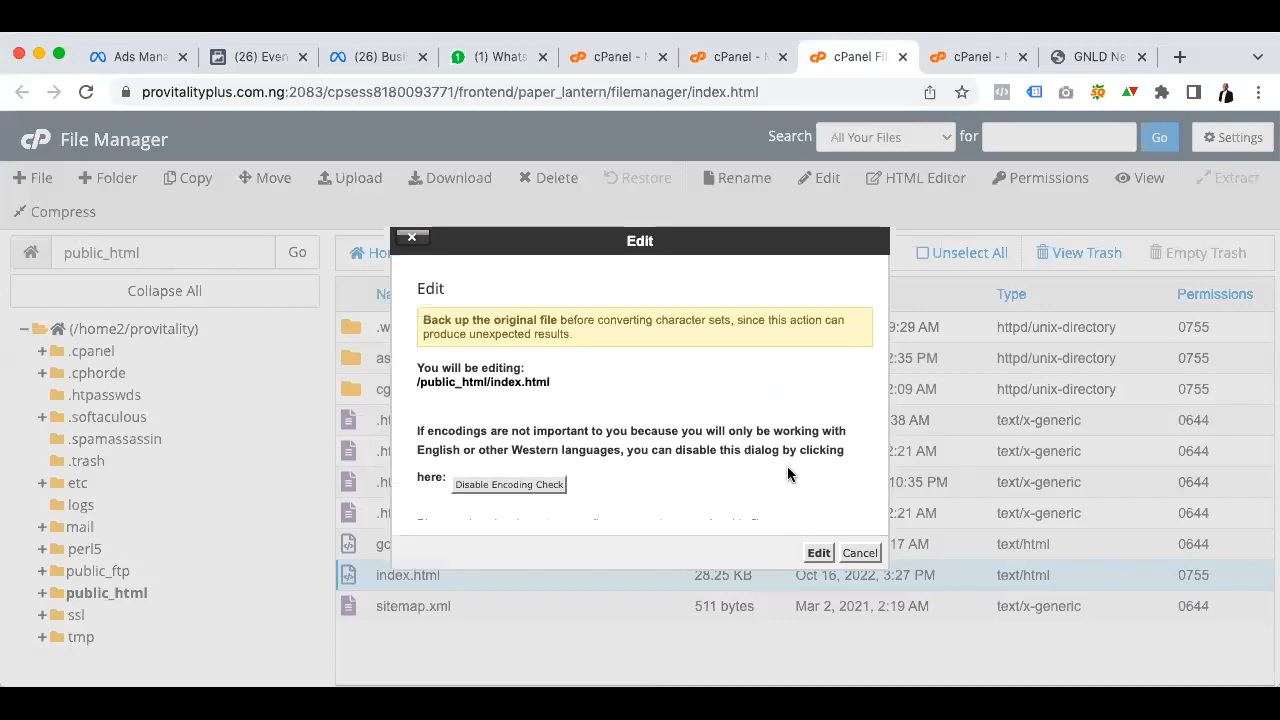 Ads Mana
(26) Even
(26) Busi
(1) Whats
cPanel - M
cPanel - M
cPanel Fi
cPanel - M
GNLD Ne
provitalityplus.com.ng:2083/cpsess8180093771/frontend/paper_lantern/filemanager/index.html
cP File Manager
Search All Your Files for Go Settings
File Folder Copy Move Upload Download Delete Restore Rename Edit HTML Editor Permissions View Extract
Compress
public_html Go
Collapse All
(/home2/provitality)
.cpanel
.cphorde
.htpasswds
.softaculous
.spamassassin
.trash
etc
logs
mail
perl5
public_ftp
public_html
ssl
tmp
Unselect All View Trash Empty Trash
Type Permissions
.w 9:29 AM httpd/unix-directory 0755
as 2:35 PM httpd/unix-directory 0755
cg 2:09 AM httpd/unix-directory 0755
.ht 38 AM text/x-generic 0644
.ht 2:21 AM text/x-generic 0644
.ht 10:35 PM text/x-generic 0644
.ht 2:21 AM text/x-generic 0644
gc 17 AM text/html 0644
index.html 28.25 KB Oct 16, 2022, 3:27 PM text/html 0755
sitemap.xml 511 bytes Mar 2, 2021, 2:19 AM text/x-generic 0644
Edit
Edit
Back up the original file before converting character sets, since this action can
produce unexpected results.
You will be editing:
/public_html/index.html
If encodings are not important to you because you will only be working with
English or other Western languages, you can disable this dialog by clicking
here: Disable Encoding Check
Edit Cancel